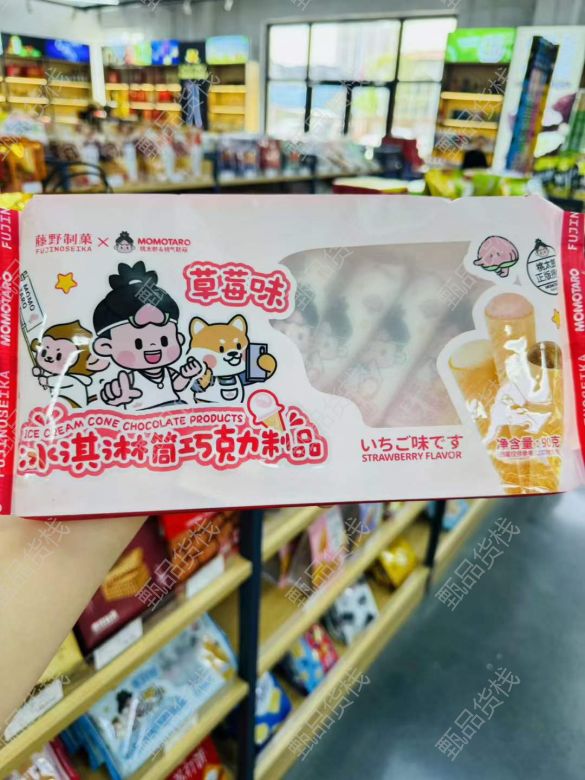 藤野制菓
FUJINOSEIKA
×
MOMOTARO
草莓味
ICE CREAM CONE CHOCOLATE PRODUCTS
冰淇淋筒巧克力制品
いちご味です
STRAWBERRY FLAVOR
净含量:90克
MOMOTARO
MOMOTARO
FUJINOSEIKA
甄品货栈